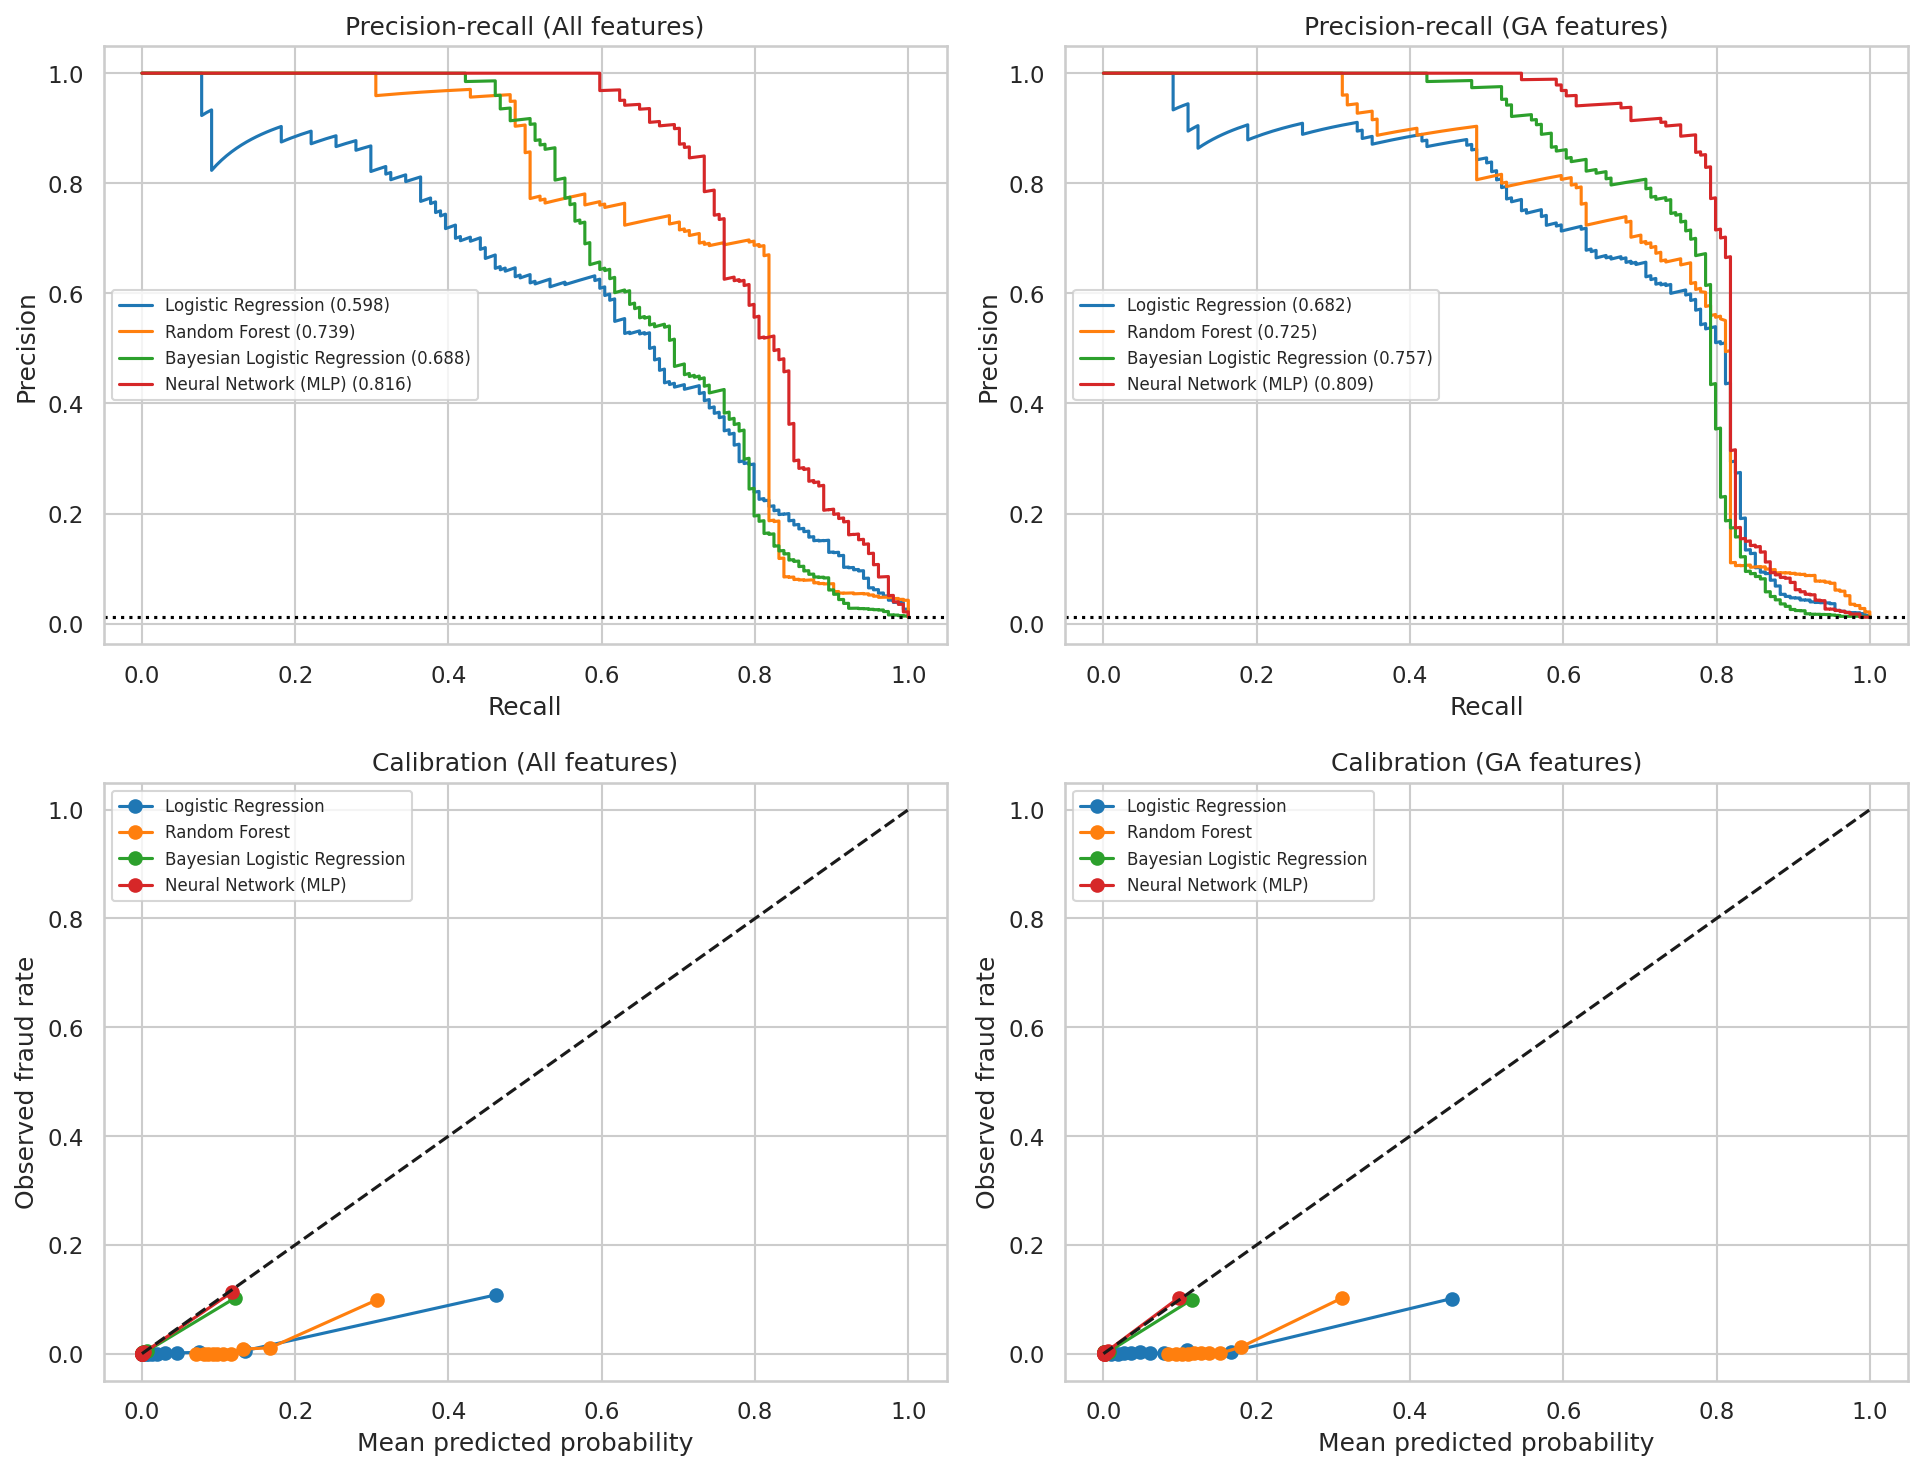 Precision-recall (All features)
Precision
1.0
0.8
0.6
0.4
0.2
0.0
Logistic Regression (0.598)
Random Forest (0.739)
Bayesian Logistic Regression (0.688)
Neural Network (MLP) (0.816)
0.0 0.2 0.4 0.6 0.8 1.0
Recall
Precision-recall (GA features)
Precision
1.0
0.8
0.6
0.4
0.2
0.0
Logistic Regression (0.682)
Random Forest (0.725)
Bayesian Logistic Regression (0.757)
Neural Network (MLP) (0.809)
0.0 0.2 0.4 0.6 0.8 1.0
Recall
Calibration (All features)
Observed fraud rate
1.0
0.8
0.6
0.4
0.2
0.0
Logistic Regression
Random Forest
Bayesian Logistic Regression
Neural Network (MLP)
0.0 0.2 0.4 0.6 0.8 1.0
Mean predicted probability
Calibration (GA features)
Observed fraud rate
1.0
0.8
0.6
0.4
0.2
0.0
Logistic Regression
Random Forest
Bayesian Logistic Regression
Neural Network (MLP)
0.0 0.2 0.4 0.6 0.8 1.0
Mean predicted probability